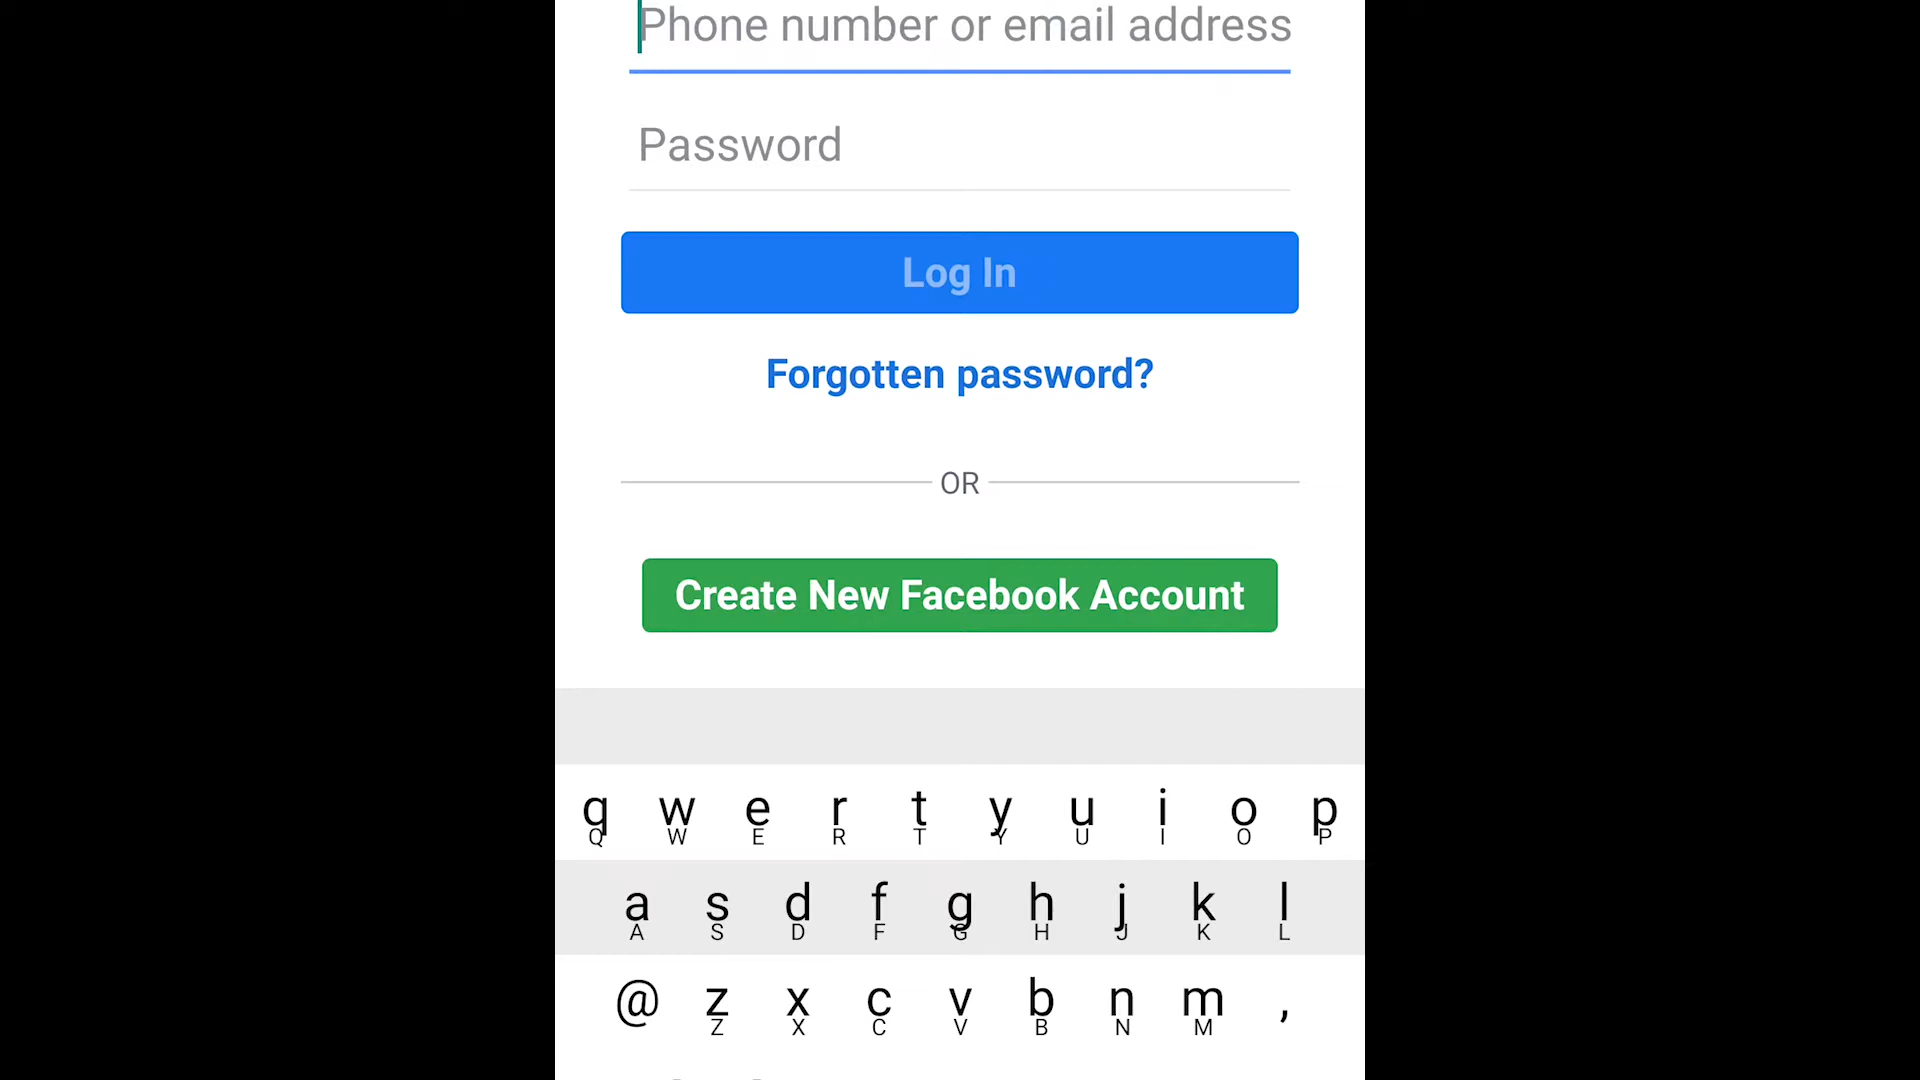 Phone number or email address
Password
Log In
Forgotten password?
OR
Create New Facebook Account
q w e r t y u i o p
Q W E R T Y U I O P
a s d f g h j k l
A S D F G H J K L
@ z x c v b n m ,
Z X C V B N M